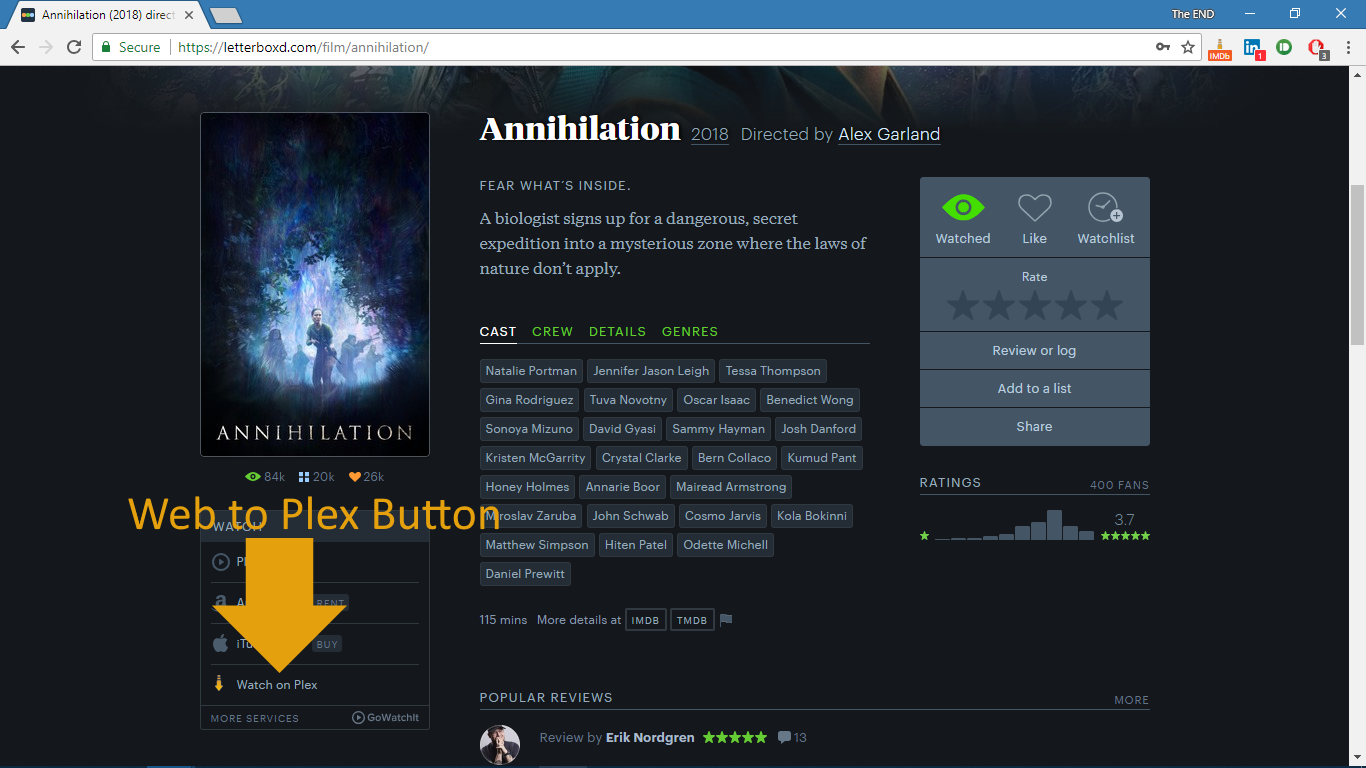 Annihilation (2018) direct
The END
Secure
https://letterboxd.com/film/annihilation/
IMDb
1
3
Annihilation 2018 Directed by Alex Garland
FEAR WHAT'S INSIDE.
A biologist signs up for a dangerous, secret
expedition into a mysterious zone where the laws of
nature don't apply.
ANNIHILATION
84k 20k 26k
Watched Like Watchlist
Rate
Review or log
Add to a list
Share
CAST CREW DETAILS GENRES
Natalie Portman Jennifer Jason Leigh Tessa Thompson
Gina Rodriguez Tuva Novotny Oscar Isaac Benedict Wong
Sonoya Mizuno David Gyasi Sammy Hayman Josh Danford
Kristen McGarrity Crystal Clarke Bern Collaco Kumud Pant
Honey Holmes Annarie Boor Mairead Armstrong
Miroslav Zaruba John Schwab Cosmo Jarvis Kola Bokinni
Matthew Simpson Hiten Patel Odette Michell
Daniel Prewitt
115 mins More details at IMDB TMDB
RATINGS 400 FANS
3.7
Web to Plex Button
WATCH
RENT
BUY
Watch on Plex
MORE SERVICES GoWatchIt
POPULAR REVIEWS MORE
Review by Erik Nordgren 13